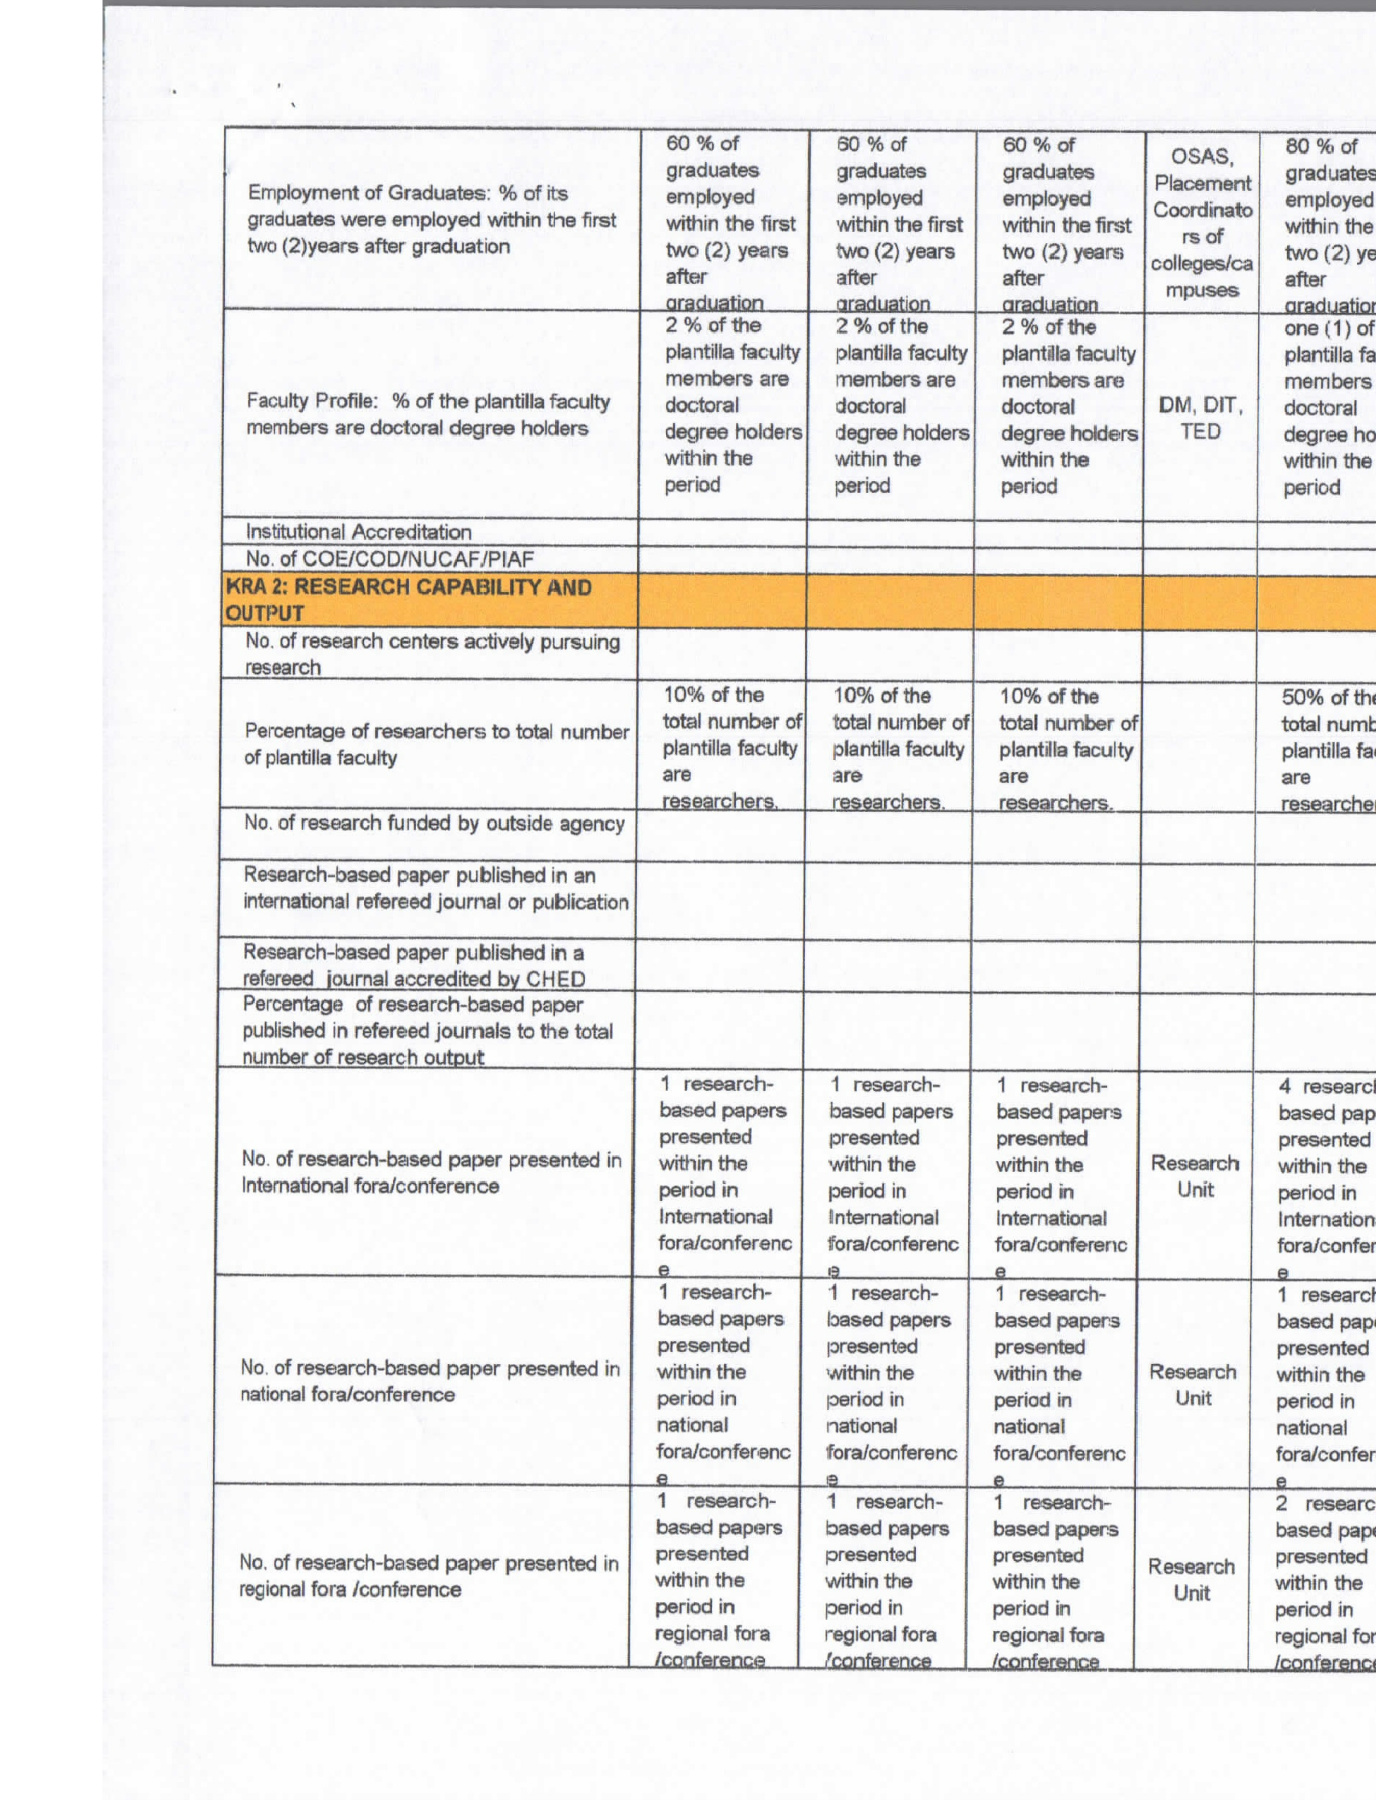 Employment of Graduates: % of its
graduates were employed within the first
two (2)years after graduation
60 % of
graduates
employed
within the first
two (2) years
after
graduation
60 % of
graduates
employed
within the first
two (2) years
after
graduation
60 % of
graduates
employed
within the first
two (2) years
after
graduation
OSAS,
Placement
Coordinato
rs of
colleges/ca
mpuses
80 % of
graduates
employed
within the
two (2) ye
after
graduation
Faculty Profile: % of the plantilla faculty
members are doctoral degree holders
2 % of the
plantilla faculty
members are
doctoral
degree holders
within the
period
2 % of the
plantilla faculty
members are
doctoral
degree holders
within the
period
2 % of the
plantilla faculty
members are
doctoral
degree holders
within the
period
DM, DIT,
TED
one (1) of
plantilla fa
members
doctoral
degree ho
within the
period
Institutional Accreditation
No. of COE/COD/NUCAF/PIAF
KRA 2: RESEARCH CAPABILITY AND
OUTPUT
No. of research centers actively pursuing
research
Percentage of researchers to total number
of plantilla faculty
10% of the
total number of
plantilla faculty
are
researchers.
10% of the
total number of
plantilla faculty
are
researchers.
10% of the
total number of
plantilla faculty
are
researchers.
50% of the
total numb
plantilla fac
are
researcher
No. of research funded by outside agency
Research-based paper published in an
international refereed journal or publication
Research-based paper published in a
refereed journal accredited by CHED
Percentage of research-based paper
published in refereed journals to the total
number of research output
No. of research-based paper presented in
International fora/conference
1 research-
based papers
presented
within the
period in
International
fora/conferenc
e
1 research-
based papers
presented
within the
period in
International
fora/conferenc
e
1 research-
based papers
presented
within the
period in
International
fora/conferenc
e
Research
Unit
4 research
based pap
presented
within the
period in
Internation
fora/confer
e
No. of research-based paper presented in
national fora/conference
1 research-
based papers
presented
within the
period in
national
fora/conferenc
e
1 research-
based papers
presented
within the
period in
national
fora/conferenc
e
1 research-
based papers
presented
within the
period in
national
fora/conferenc
e
Research
Unit
1 research
based pape
presented
within the
period in
national
fora/confer
e
No. of research-based paper presented in
regional fora /conference
1 research-
based papers
presented
within the
period in
regional fora
/conference
1 research-
based papers
presented
within the
period in
regional fora
/conference
1 research-
based papers
presented
within the
period in
regional fora
/conference
Research
Unit
2 researc
based pape
presented
within the
period in
regional for
/conference